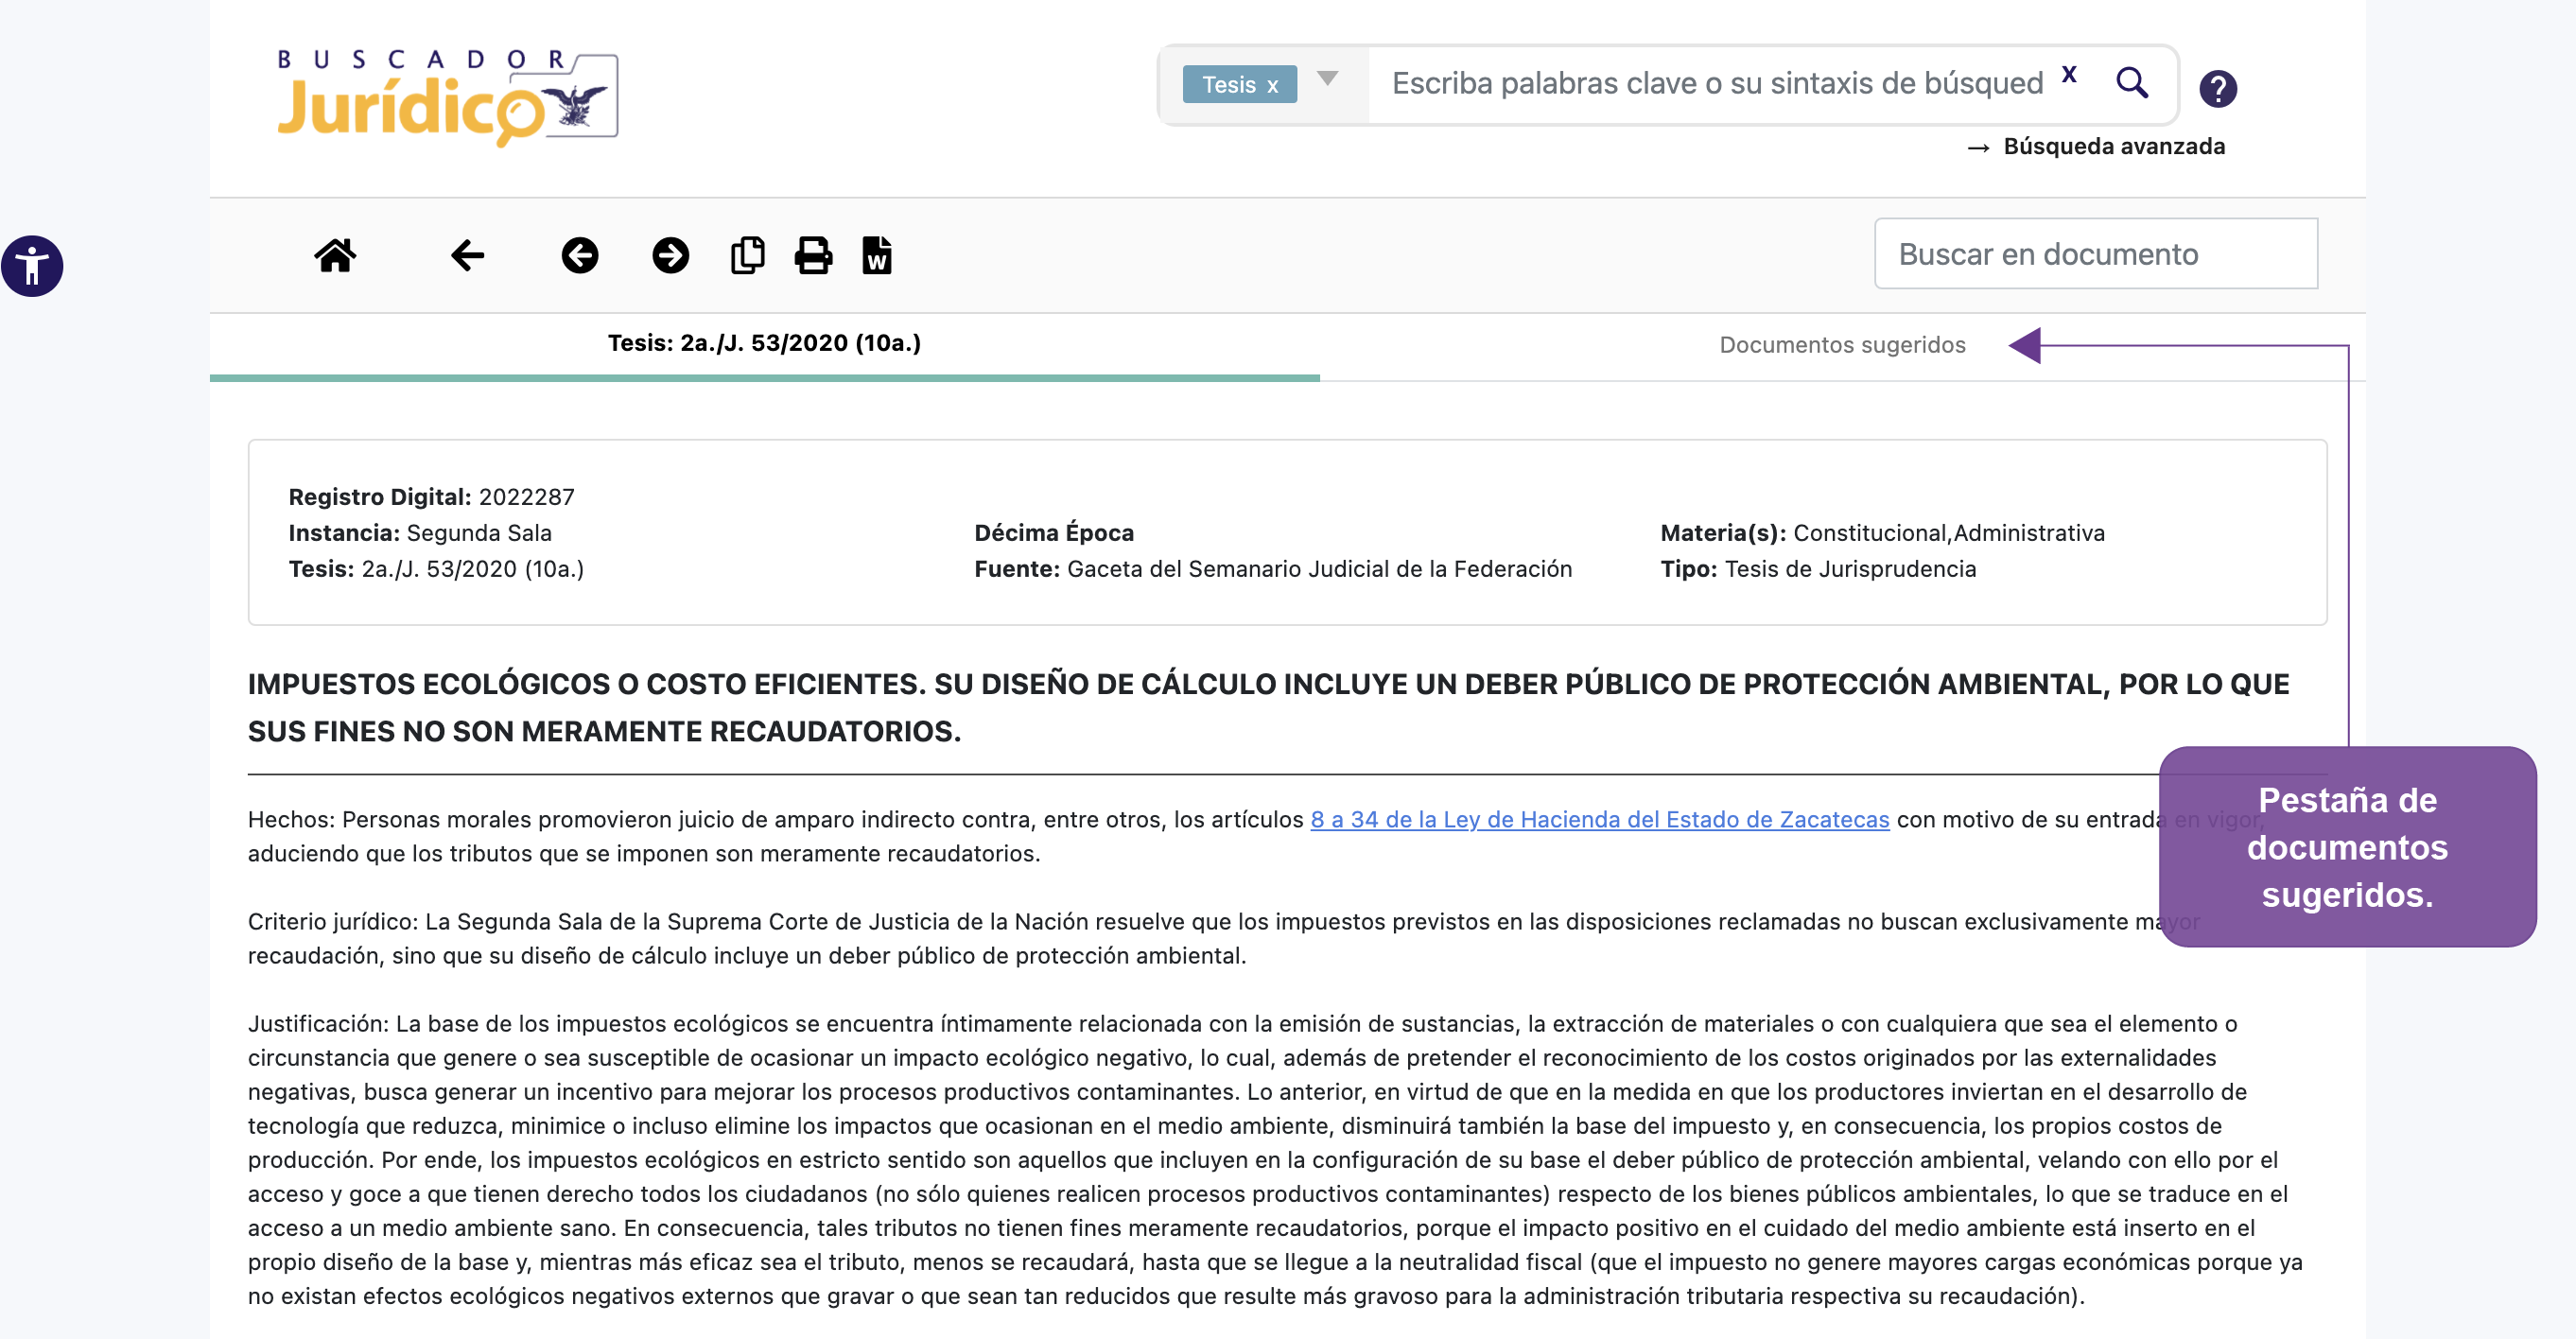 BUSCADOR
Jurídico
Tesis x
Escriba palabras clave o su sintaxis de búsqued
x
?
→ Búsqueda avanzada
W
Buscar en documento
Tesis: 2a./J. 53/2020 (10a.)
Documentos sugeridos
Registro Digital: 2022287
Instancia: Segunda Sala
Décima Época
Materia(s): Constitucional,Administrativa
Tesis: 2a./J. 53/2020 (10a.)
Fuente: Gaceta del Semanario Judicial de la Federación
Tipo: Tesis de Jurisprudencia
IMPUESTOS ECOLÓGICOS O COSTO EFICIENTES. SU DISEÑO DE CÁLCULO INCLUYE UN DEBER PÚBLICO DE PROTECCIÓN AMBIENTAL, POR LO QUE
SUS FINES NO SON MERAMENTE RECAUDATORIOS.
Hechos: Personas morales promovieron juicio de amparo indirecto contra, entre otros, los artículos 8 a 34 de la Ley de Hacienda del Estado de Zacatecas con motivo de su entrada en vigor,
aduciendo que los tributos que se imponen son meramente recaudatorios.
Pestaña de
documentos
sugeridos.
Criterio jurídico: La Segunda Sala de la Suprema Corte de Justicia de la Nación resuelve que los impuestos previstos en las disposiciones reclamadas no buscan exclusivamente mayor
recaudación, sino que su diseño de cálculo incluye un deber público de protección ambiental.
Justificación: La base de los impuestos ecológicos se encuentra íntimamente relacionada con la emisión de sustancias, la extracción de materiales o con cualquiera que sea el elemento o
circunstancia que genere o sea susceptible de ocasionar un impacto ecológico negativo, lo cual, además de pretender el reconocimiento de los costos originados por las externalidades
negativas, busca generar un incentivo para mejorar los procesos productivos contaminantes. Lo anterior, en virtud de que en la medida en que los productores inviertan en el desarrollo de
tecnología que reduzca, minimice o incluso elimine los impactos que ocasionan en el medio ambiente, disminuirá también la base del impuesto y, en consecuencia, los propios costos de
producción. Por ende, los impuestos ecológicos en estricto sentido son aquellos que incluyen en la configuración de su base el deber público de protección ambiental, velando con ello por el
acceso y goce a que tienen derecho todos los ciudadanos (no sólo quienes realicen procesos productivos contaminantes) respecto de los bienes públicos ambientales, lo que se traduce en el
acceso a un medio ambiente sano. En consecuencia, tales tributos no tienen fines meramente recaudatorios, porque el impacto positivo en el cuidado del medio ambiente está inserto en el
propio diseño de la base y, mientras más eficaz sea el tributo, menos se recaudará, hasta que se llegue a la neutralidad fiscal (que el impuesto no genere mayores cargas económicas porque ya
no existan efectos ecológicos negativos externos que gravar o que sean tan reducidos que resulte más gravoso para la administración tributaria respectiva su recaudación).